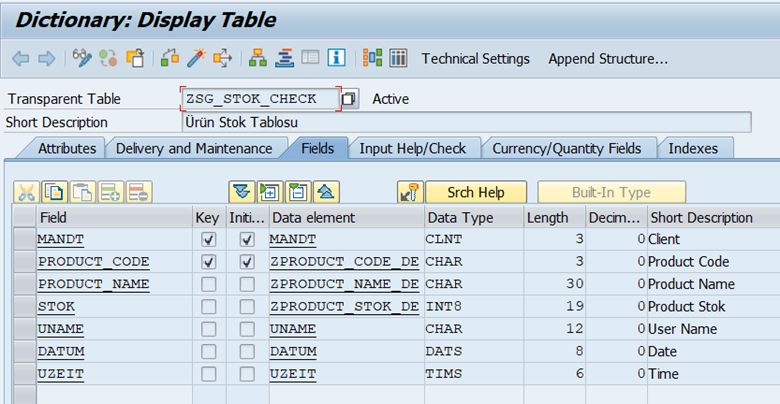 Dictionary: Display Table
Technical Settings Append Structure...
Transparent Table ZSG_STOK_CHECK Active
Short Description Ürün Stok Tablosu
Attributes Delivery and Maintenance Fields Input Help/Check Currency/Quantity Fields Indexes
Srch Help Built-In Type
Field Key Initi... Data element Data Type Length Decim... Short Description
MANDT MANDT CLNT 3 0 Client
PRODUCT_CODE ZPRODUCT_CODE_DE CHAR 3 0 Product Code
PRODUCT_NAME ZPRODUCT_NAME_DE CHAR 30 0 Product Name
STOK ZPRODUCT_STOK_DE INT8 19 0 Product Stok
UNAME UNAME CHAR 12 0 User Name
DATUM DATUM DATS 8 0 Date
UZEIT UZEIT TIMS 6 0 Time